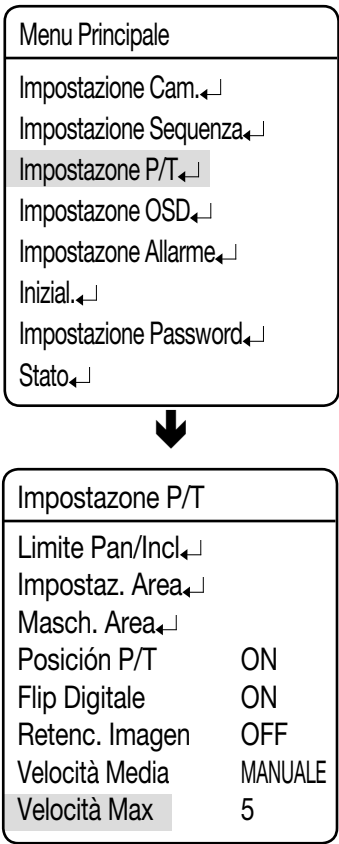 Menu Principale
Impostazione Cam.↵
Impostazione Sequenza↵
Impostazone P/T↵
Impostazone OSD↵
Impostazone Allarme↵
Inizial.↵
Impostazione Password↵
Stato↵
Impostazone P/T
Limite Pan/Incl↵
Impostaz. Area↵
Masch. Area↵
Posición P/T ON
Flip Digitale ON
Retenc. Imagen OFF
Velocità Media MANUALE
Velocità Max 5